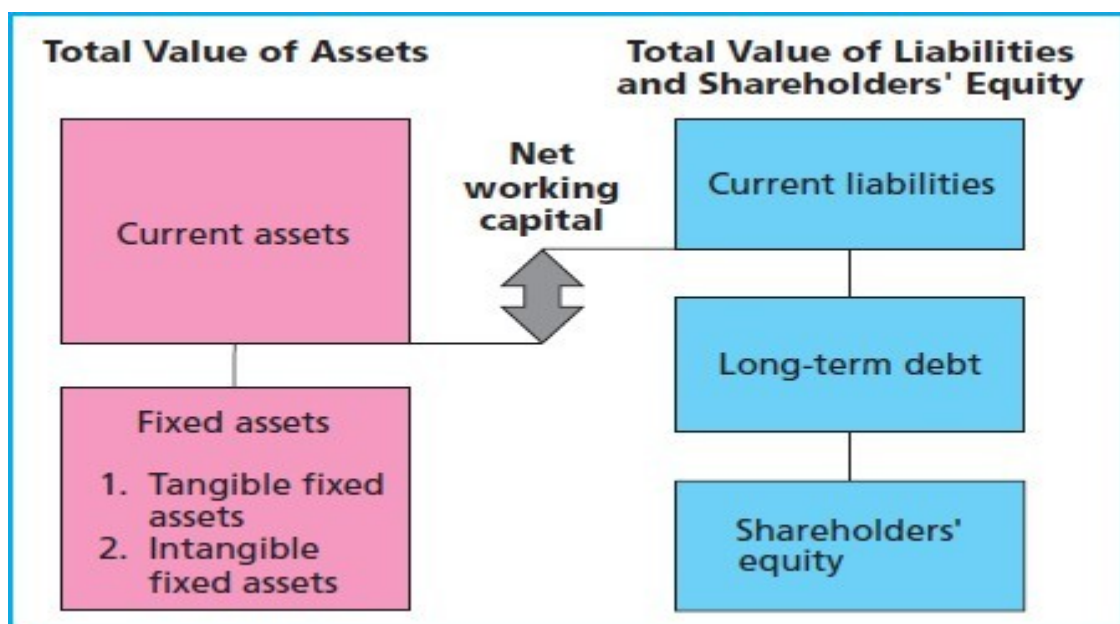 Total Value of Assets
Total Value of Liabilities
and Shareholders' Equity
Current assets
Net
working
capital
Current liabilities
Long-term debt
Fixed assets
1. Tangible fixed
assets
2. Intangible
fixed assets
Shareholders'
equity